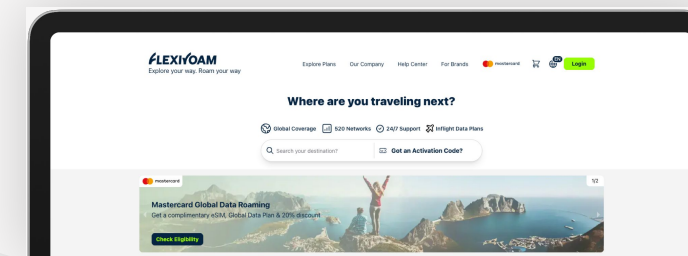 FLEXIROAM
Explore your way. Roam your way
Explore Plans Our Company Help Center For Brands mastercard EN Login
Where are you traveling next?
Global Coverage 520 Networks 24/7 Support Inflight Data Plans
Search your destination? Got an Activation Code?
mastercard 1/2
Mastercard Global Data Roaming
Get a complimentary eSIM, Global Data Plan & 20% discount
Check Eligibility